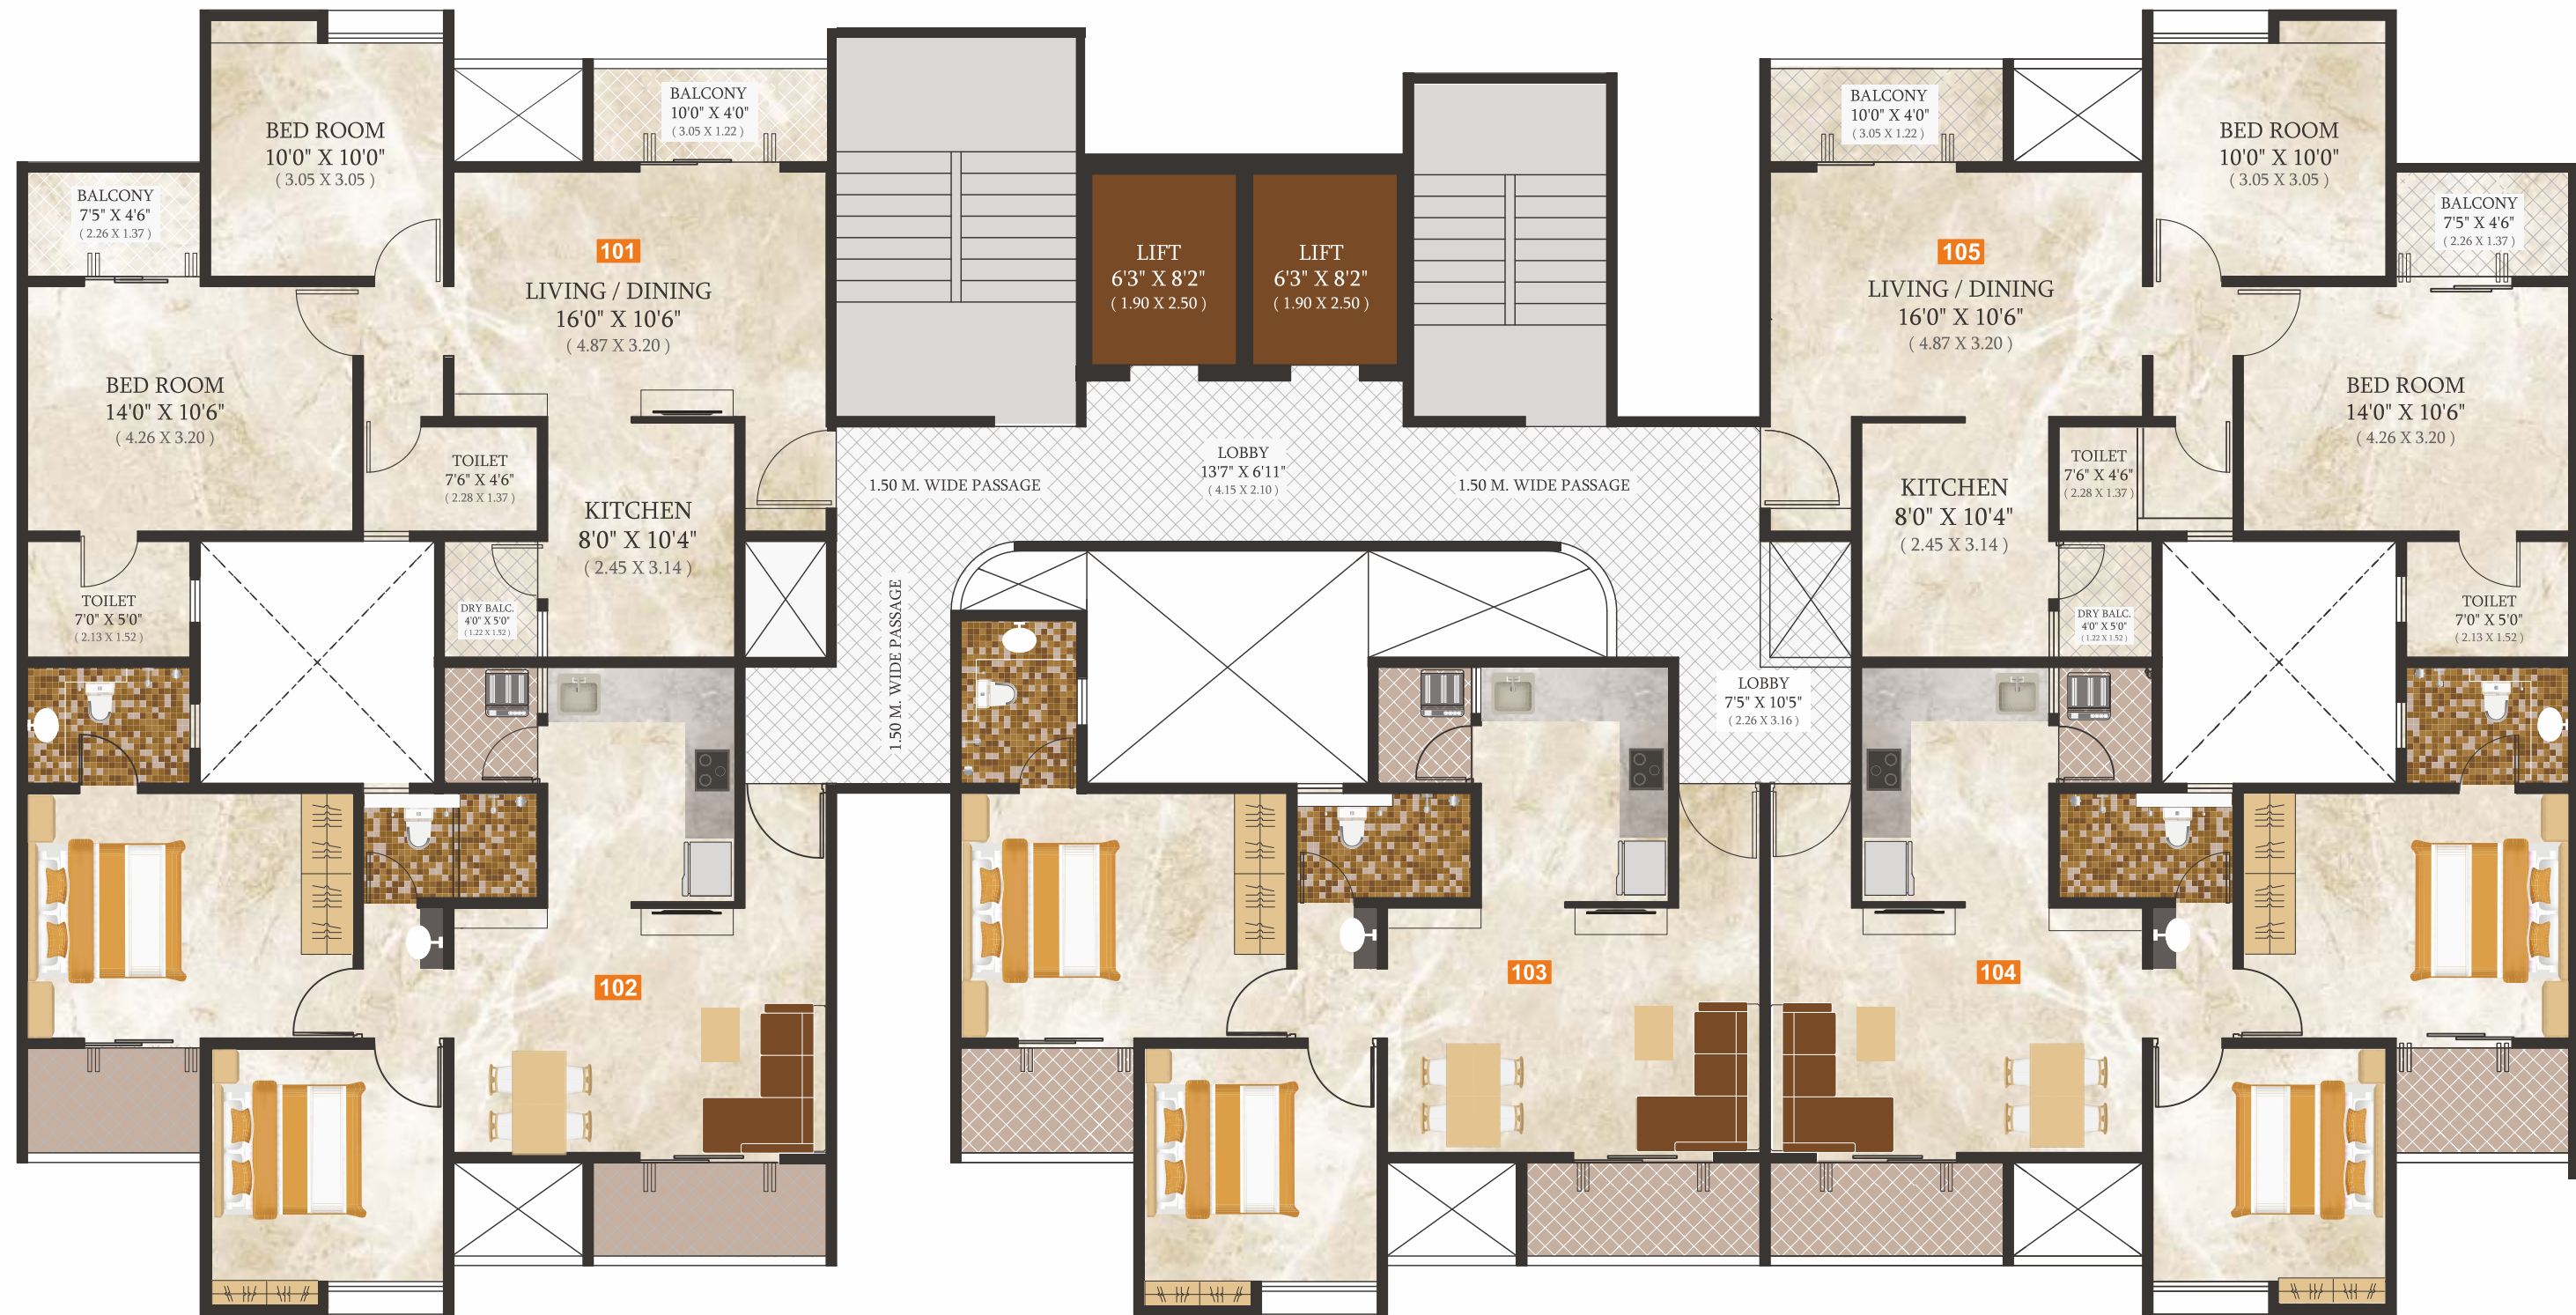 BED ROOM
10'0" X 10'0"
( 3.05 X 3.05 )
BALCONY
10'0" X 4'0"
( 3.05 X 1.22 )
BALCONY
7'5" X 4'6"
( 2.26 X 1.37 )
101
LIVING / DINING
16'0" X 10'6"
( 4.87 X 3.20 )
BED ROOM
14'0" X 10'6"
( 4.26 X 3.20 )
TOILET
7'6" X 4'6"
( 2.28 X 1.37 )
KITCHEN
8'0" X 10'4"
( 2.45 X 3.14 )
TOILET
7'0" X 5'0"
( 2.13 X 1.52 )
DRY BALC.
4'0" X 5'0"
( 1.22 X 1.52 )
LIFT
6'3" X 8'2"
( 1.90 X 2.50 )
LIFT
6'3" X 8'2"
( 1.90 X 2.50 )
1.50 M. WIDE PASSAGE
LOBBY
13'7" X 6'11"
( 4.15 X 2.10 )
1.50 M. WIDE PASSAGE
1.50 M. WIDE PASSAGE
BALCONY
10'0" X 4'0"
( 3.05 X 1.22 )
BED ROOM
10'0" X 10'0"
( 3.05 X 3.05 )
BALCONY
7'5" X 4'6"
( 2.26 X 1.37 )
105
LIVING / DINING
16'0" X 10'6"
( 4.87 X 3.20 )
BED ROOM
14'0" X 10'6"
( 4.26 X 3.20 )
TOILET
7'6" X 4'6"
( 2.28 X 1.37 )
KITCHEN
8'0" X 10'4"
( 2.45 X 3.14 )
DRY BALC.
4'0" X 5'0"
( 1.22 X 1.52 )
TOILET
7'0" X 5'0"
( 2.13 X 1.52 )
LOBBY
7'5" X 10'5"
( 2.26 X 3.16 )
102
103
104